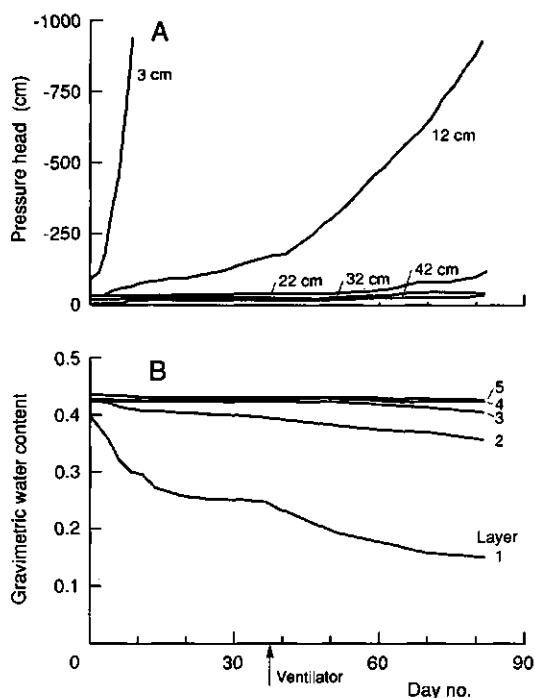 -1000
A
3 cm
-750
12 cm
-500
Pressure head (cm)
-250
22 cm
32 cm
42 cm
0
0.5
B
5
4
3
2
0.4
0.3
Gravimetric water content
0.2
Layer
1
0.1
0
30
60
90
Ventilator
Day no.